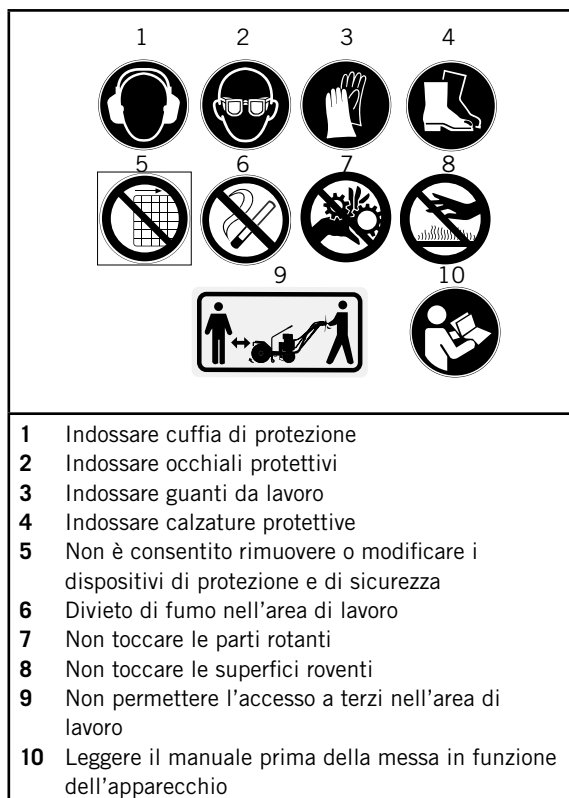 1 2 3 4
5 6 7 8
9 10
1 Indossare cuffia di protezione
2 Indossare occhiali protettivi
3 Indossare guanti da lavoro
4 Indossare calzature protettive
5 Non è consentito rimuovere o modificare i
dispositivi di protezione e di sicurezza
6 Divieto di fumo nell’area di lavoro
7 Non toccare le parti rotanti
8 Non toccare le superfici roventi
9 Non permettere l’accesso a terzi nell’area di
lavoro
10 Leggere il manuale prima della messa in funzione
dell’apparecchio